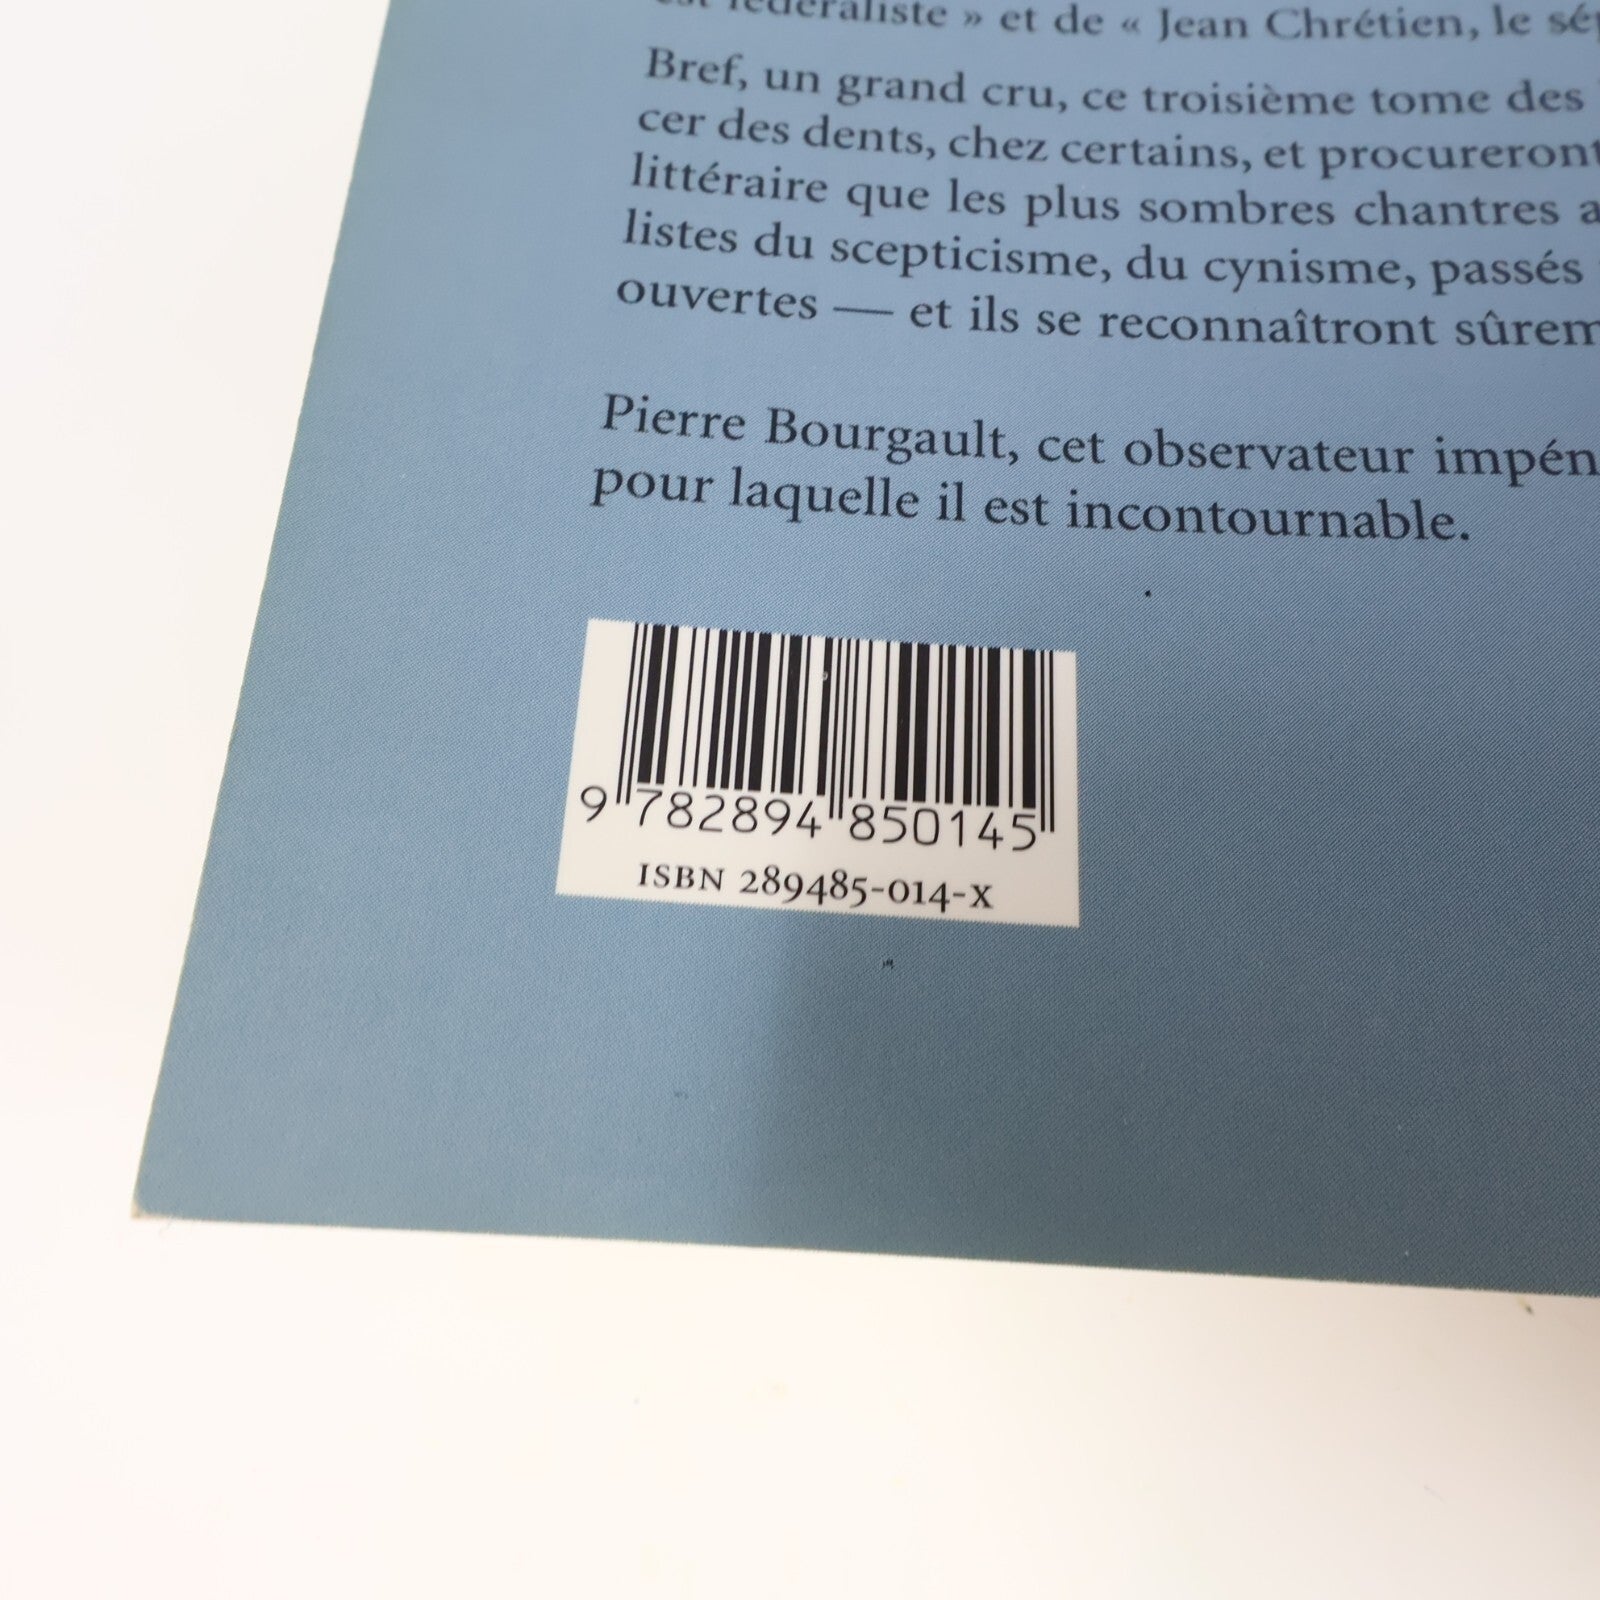 est fédéraliste » et de « Jean Chrétien, le sép
Bref, un grand cru, ce troisième tome des
cer des dents, chez certains, et procureront
littéraire que les plus sombres chantres a
listes du scepticisme, du cynisme, passés
ouvertes — et ils se reconnaîtront sûrem
Pierre Bourgault, cet observateur impén
pour laquelle il est incontournable.
9 782894 850145
ISBN 289485-014-X